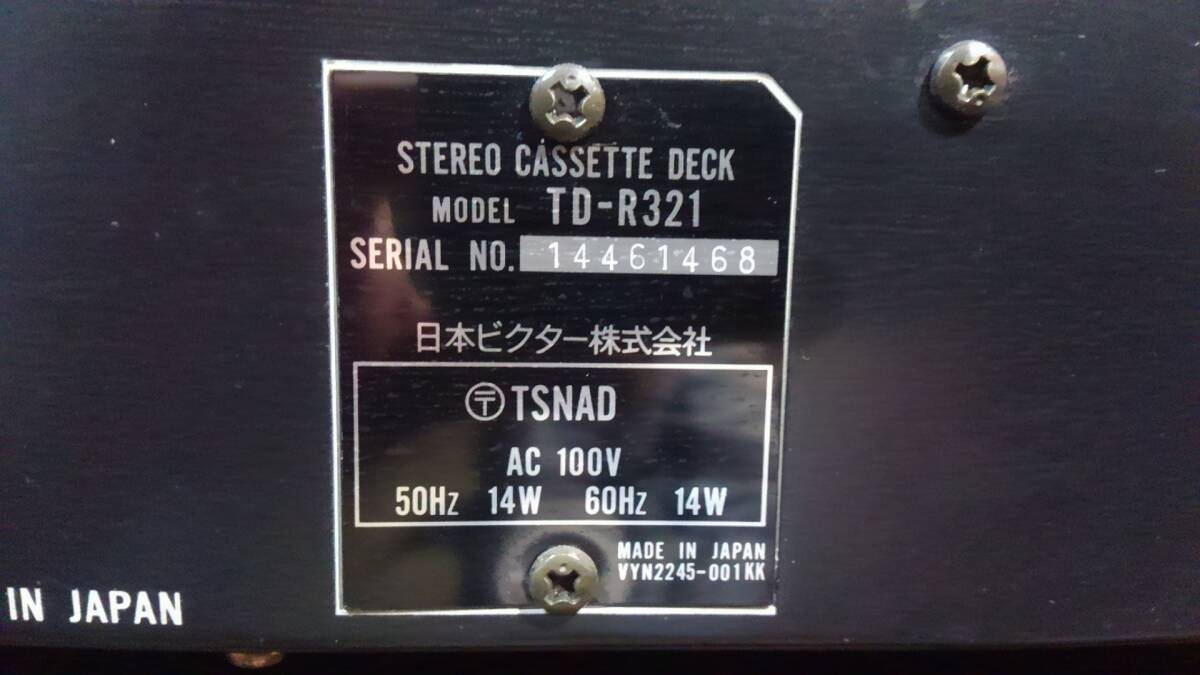 STEREO CASSETTE DECK
MODEL TD-R321
SERIAL NO. 14461468
日本ビクター株式会社
〶TSNAD
AC 100V
50Hz 14W 60Hz 14W
MADE IN JAPAN
VYN2245-001KK
IN JAPAN